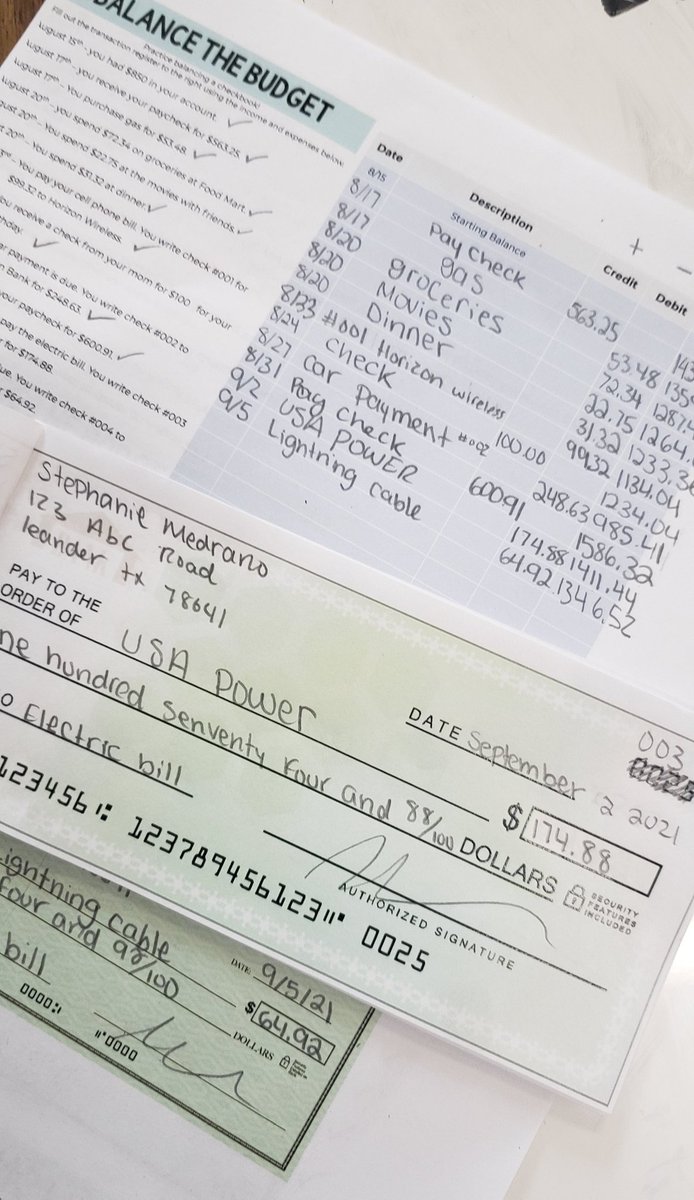 BALANCE THE BUDGET
Practice balancing a checkbook!
Fill out the transaction register to the right using the income and expenses below.
August 15th - you had $850 in your account. ✓
August 17th - you receive your paycheck for $563.25. ✓
August 17th - You purchase gas for $53.48. ✓
August 20th - you spend $72.34 on groceries at Food Mart. ✓
gust 20th - You spend $22.75 at the movies with friends. ✓
t 20th - You spend $31.32 at dinner. ✓
3rd - You pay your cell phone bill. You write check #001 for
$99.32 to Horizon Wireless. ✓
ou receive a check from your mom for $100 for your
thday. ✓
ar payment is due. You write check #002 to
n Bank for $248.63. ✓
our paycheck for $600.91. ✓
pay the electric bill. You write check #003
r for $174.88.
ue. You write check #004 to
$64.92.
Date Description Credit Debit
+ -
8/15 Starting Balance
8/17 Pay Check 563.25
8/17 gas 53.48
8/20 groceries 72.34
8/20 Movies 22.75 1264.
8/20 Dinner 31.32 1233.36
8/23 #001 Horizon wireless 99.32 1134.04
8/24 check 100.00 1234.04
8/27 Car Payment #002 248.63 985.41
8/31 Pay check 600.91 1586.32
9/2 USA POWER 174.88 1411.44
9/5 Lightning cable 64.92 1346.52
Stephanie Medrano
123 Abc Road
leander tx 78641
003
DATE September 2 2021
PAY TO THE
ORDER OF USA Power
$ 174.88
ne hundred Senventy Four and 88/100 DOLLARS
SECURITY
FEATURES
INCLUDED
o Electric bill
AUTHORIZED SIGNATURE
123456⑆ 123789456123⑈ 0025
DATE: 9/5/21
ightning cable
$64.92
four and 98/100 DOLLARS
bill
0000⑆ ⑈0000